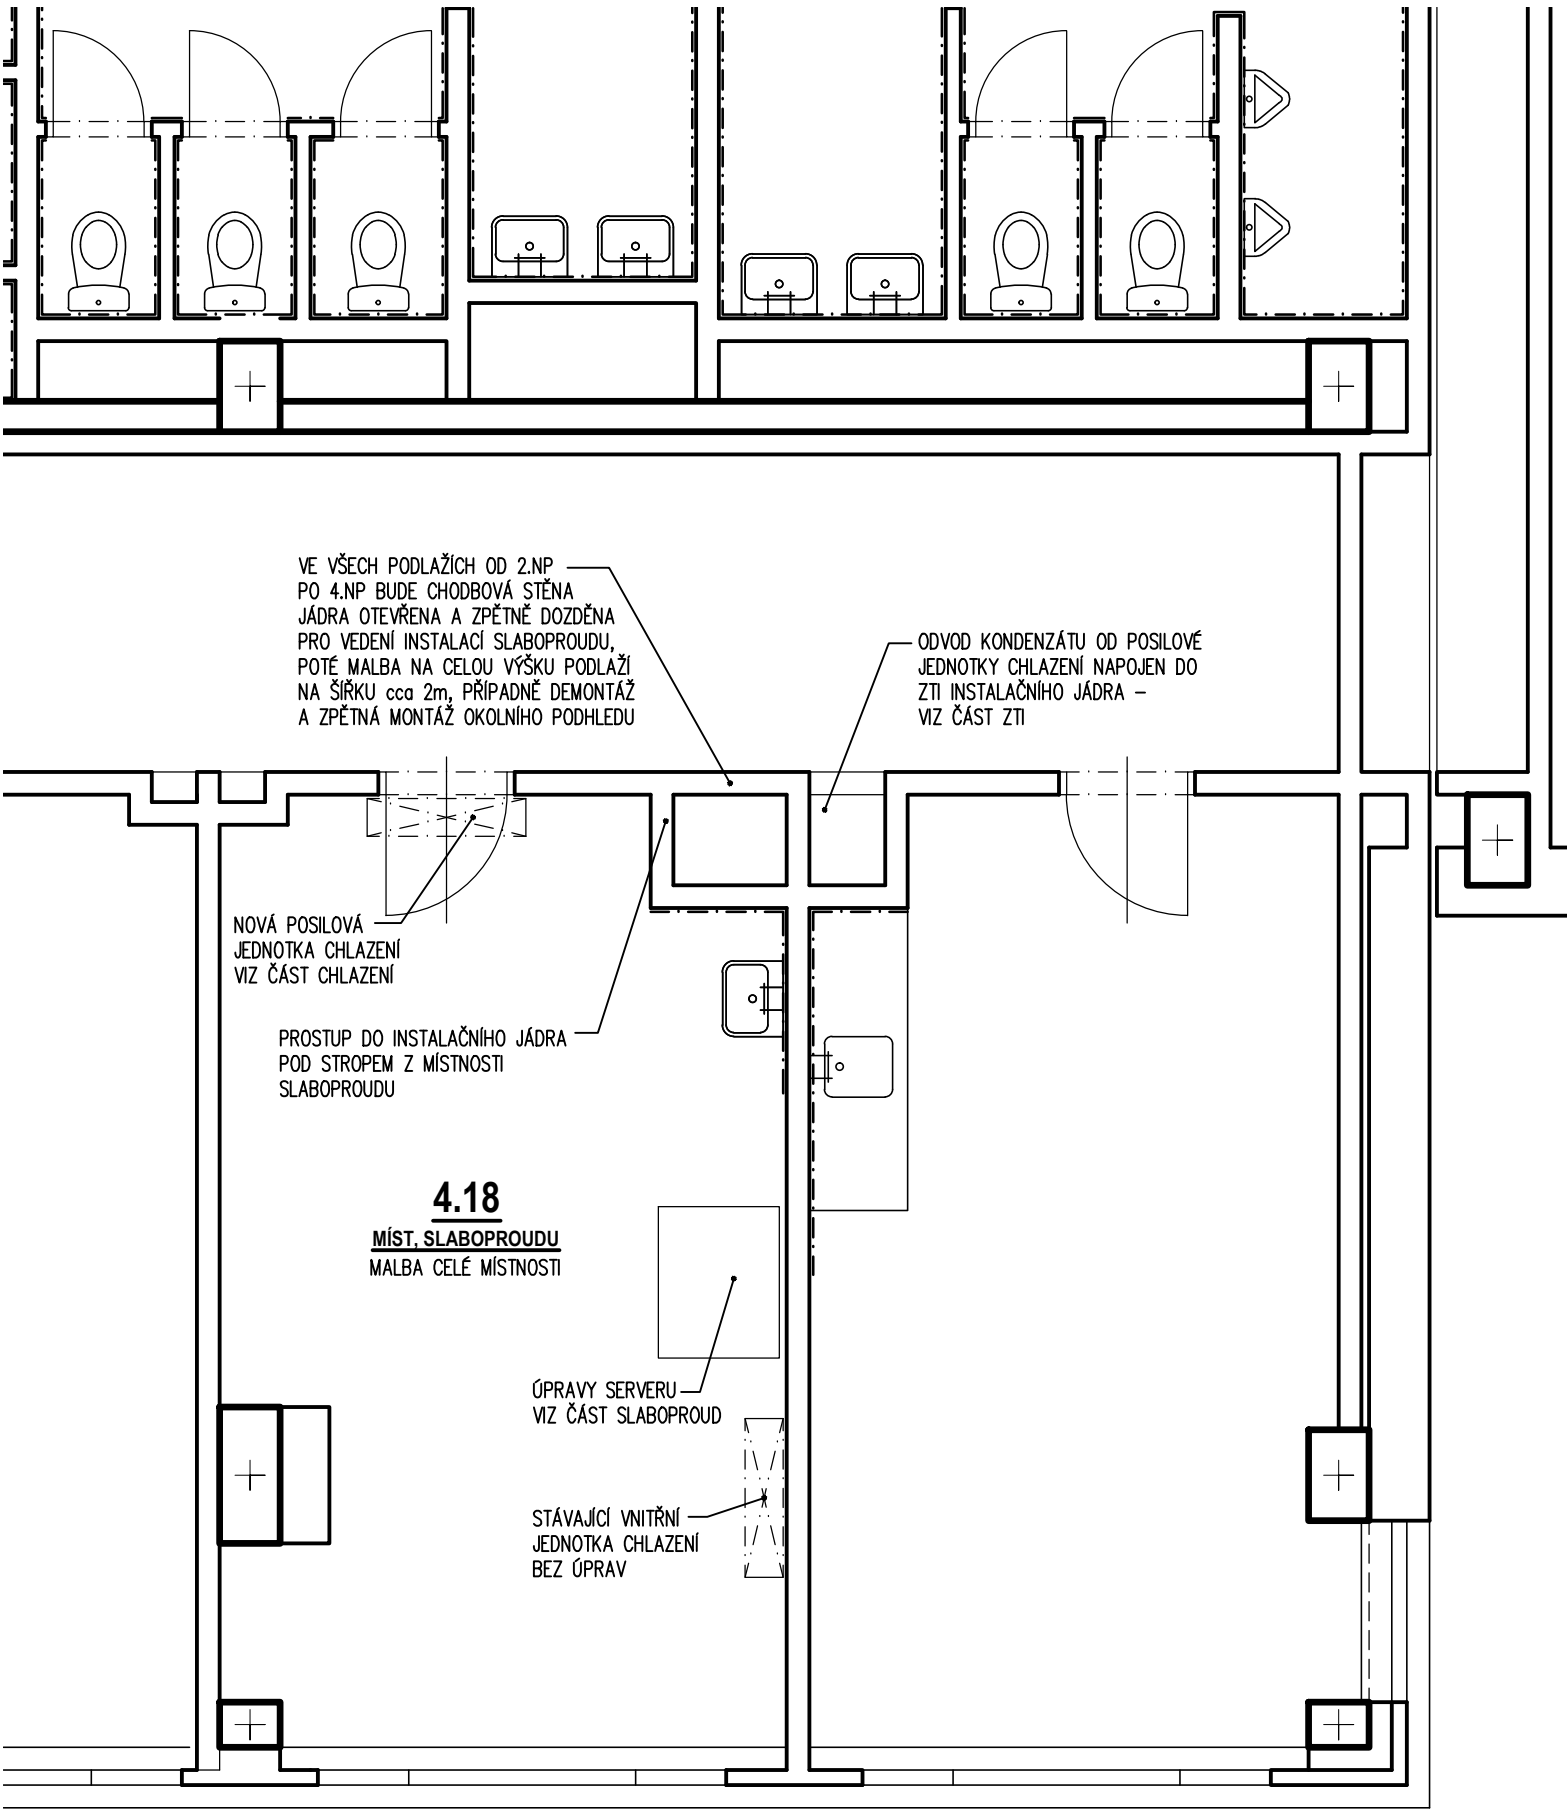 VE VŠECH PODLAŽÍCH OD 2.NP
PO 4.NP BUDE CHODBOVÁ STĚNA
JÁDRA OTEVŘENA A ZPĚTNĚ DOZDĚNA
PRO VEDENÍ INSTALACÍ SLABOPROUDU,
POTÉ MALBA NA CELOU VÝŠKU PODLAŽÍ
NA ŠÍŘKU cca 2m, PŘÍPADNĚ DEMONTÁŽ
A ZPĚTNÁ MONTÁŽ OKOLNÍHO PODHLEDU
ODVOD KONDENZÁTU OD POSILOVÉ
JEDNOTKY CHLAZENÍ NAPOJEN DO
ZTI INSTALAČNÍHO JÁDRA –
VIZ ČÁST ZTI
NOVÁ POSILOVÁ
JEDNOTKA CHLAZENÍ
VIZ ČÁST CHLAZENÍ
PROSTUP DO INSTALAČNÍHO JÁDRA
POD STROPEM Z MÍSTNOSTI
SLABOPROUDU
4.18
MÍST, SLABOPROUDU
MALBA CELÉ MÍSTNOSTI
ÚPRAVY SERVERU
VIZ ČÁST SLABOPROUD
STÁVAJÍCÍ VNITŘNÍ
JEDNOTKA CHLAZENÍ
BEZ ÚPRAV